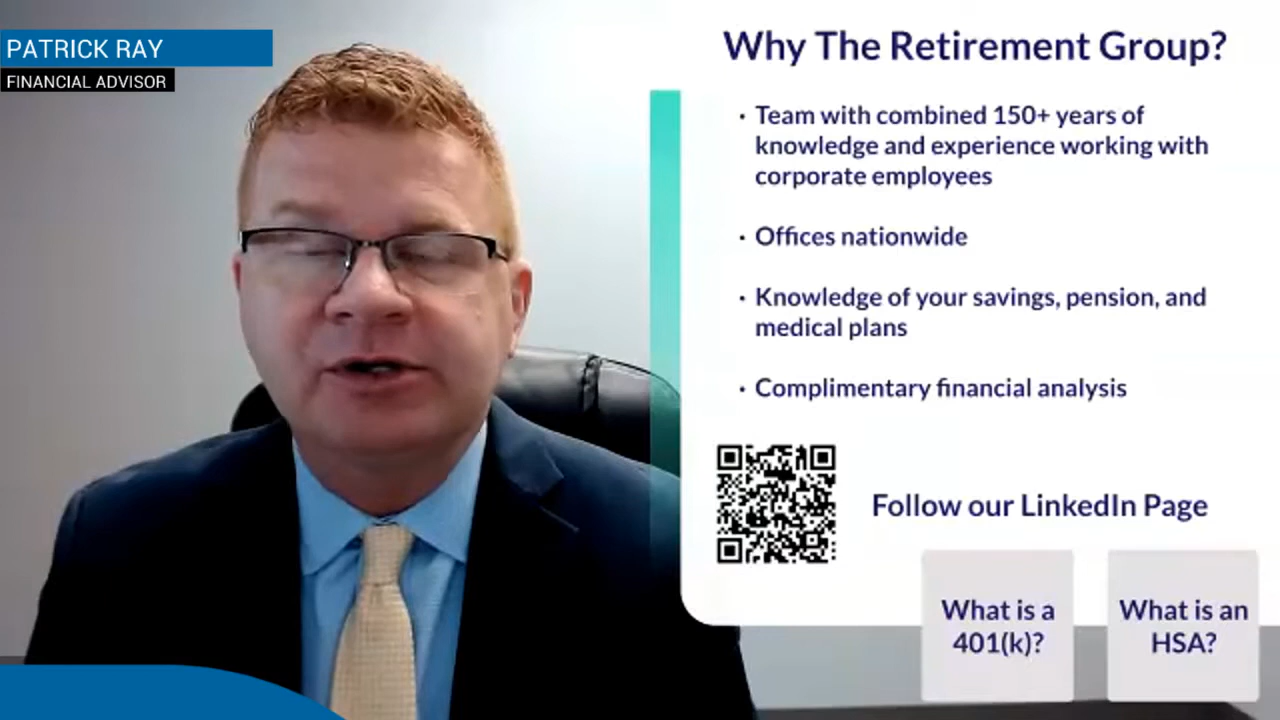 PATRICK RAY
FINANCIAL ADVISOR
Why The Retirement Group?
· Team with combined 150+ years of
knowledge and experience working with
corporate employees
· Offices nationwide
· Knowledge of your savings, pension, and
medical plans
· Complimentary financial analysis
Follow our LinkedIn Page
What is a
401(k)?
What is an
HSA?